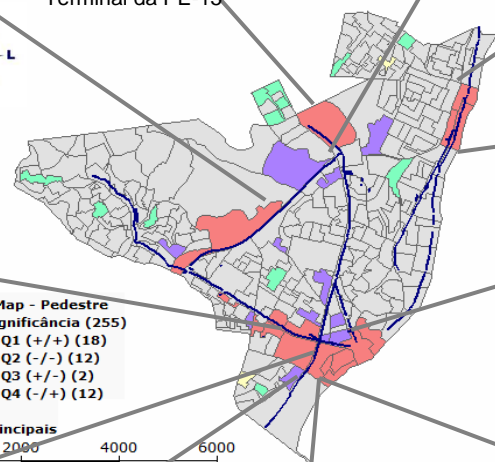 Terminal da PE-15
L
Map - Pedestre
gnificância (255)
Q1 (+/+) (18)
Q2 (-/-) (12)
Q3 (+/-) (2)
Q4 (-/+) (12)
ncipais
2000 4000 6000